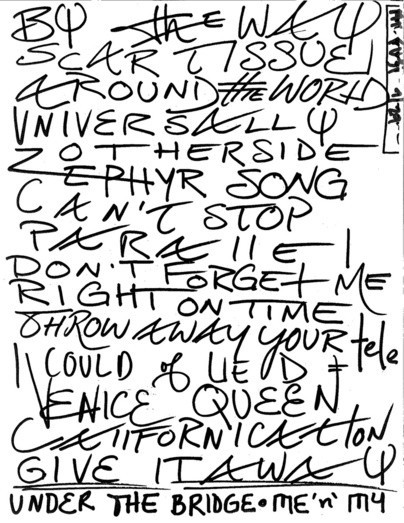 BY the WAY
SCAR TISSUE
AROUND the WORLD
UNIVERSALLY
OTHERSIDE
ZEPHYR SONG
CAN'T STOP
PARAllEl
DON'T FORGEt ME
RIGHT ON TIME
THROW AWAY YOUR tele
I COULD of LIED
VENICE QUEEN
CAlIFORNICAtION
GIVE IT AWAY
UNDER THE BRIDGE • ME 'n' MY